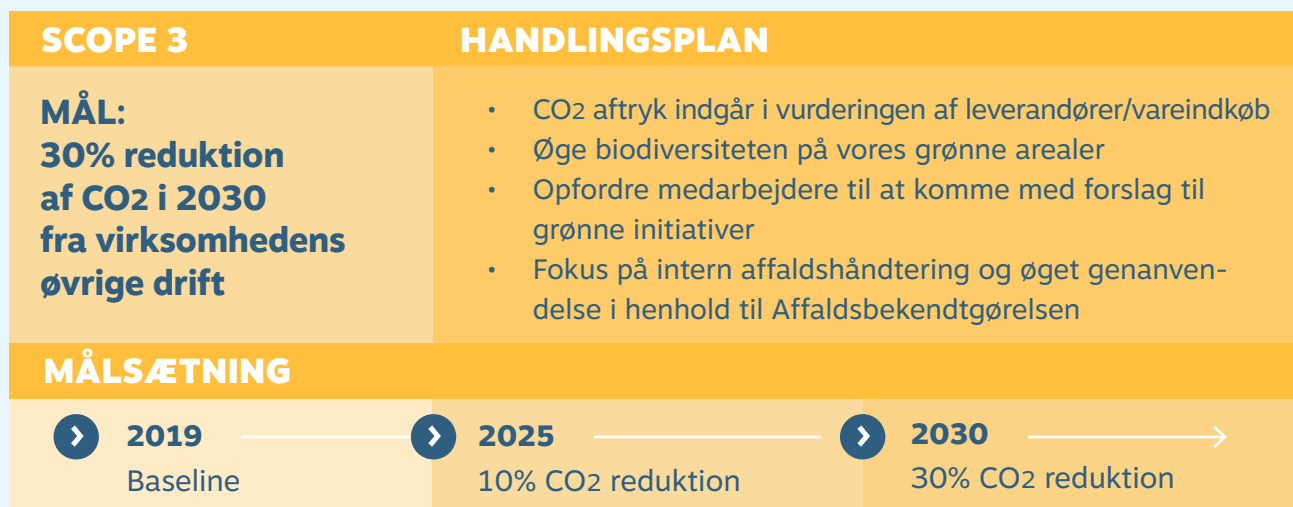 SCOPE 3
HANDLINGSPLAN
MÅL:
30% reduktion
af CO2 i 2030
fra virksomhedens
øvrige drift
• CO2 aftryk indgår i vurderingen af leverandører/vareindkøb
• Øge biodiversiteten på vores grønne arealer
• Opfordre medarbejdere til at komme med forslag til
grønne initiativer
• Fokus på intern affaldshåndtering og øget genanven-
delse i henhold til Affaldsbekendtgørelsen
MÅLSÆTNING
2019
Baseline
2025
10% CO2 reduktion
2030
30% CO2 reduktion